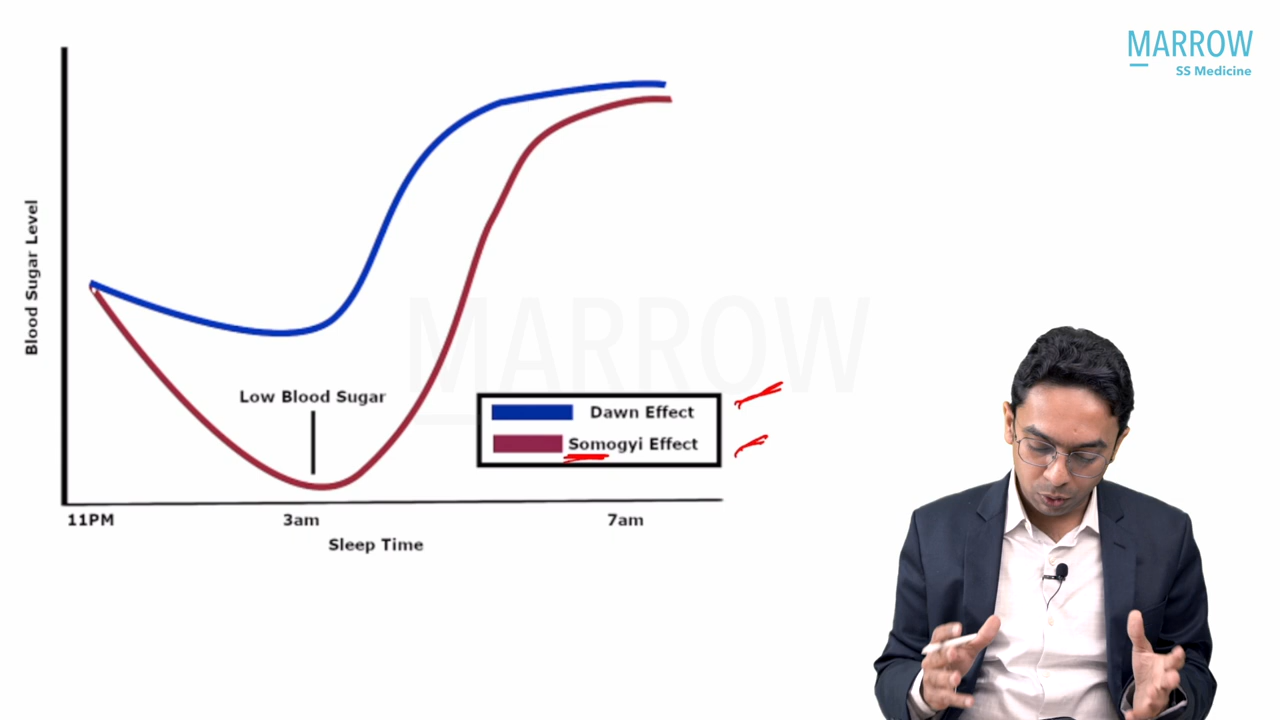 MARROW
SS Medicine
Blood Sugar Level
MARROW
Low Blood Sugar
Dawn Effect
Somogyi Effect
11PM 3am 7am
Sleep Time